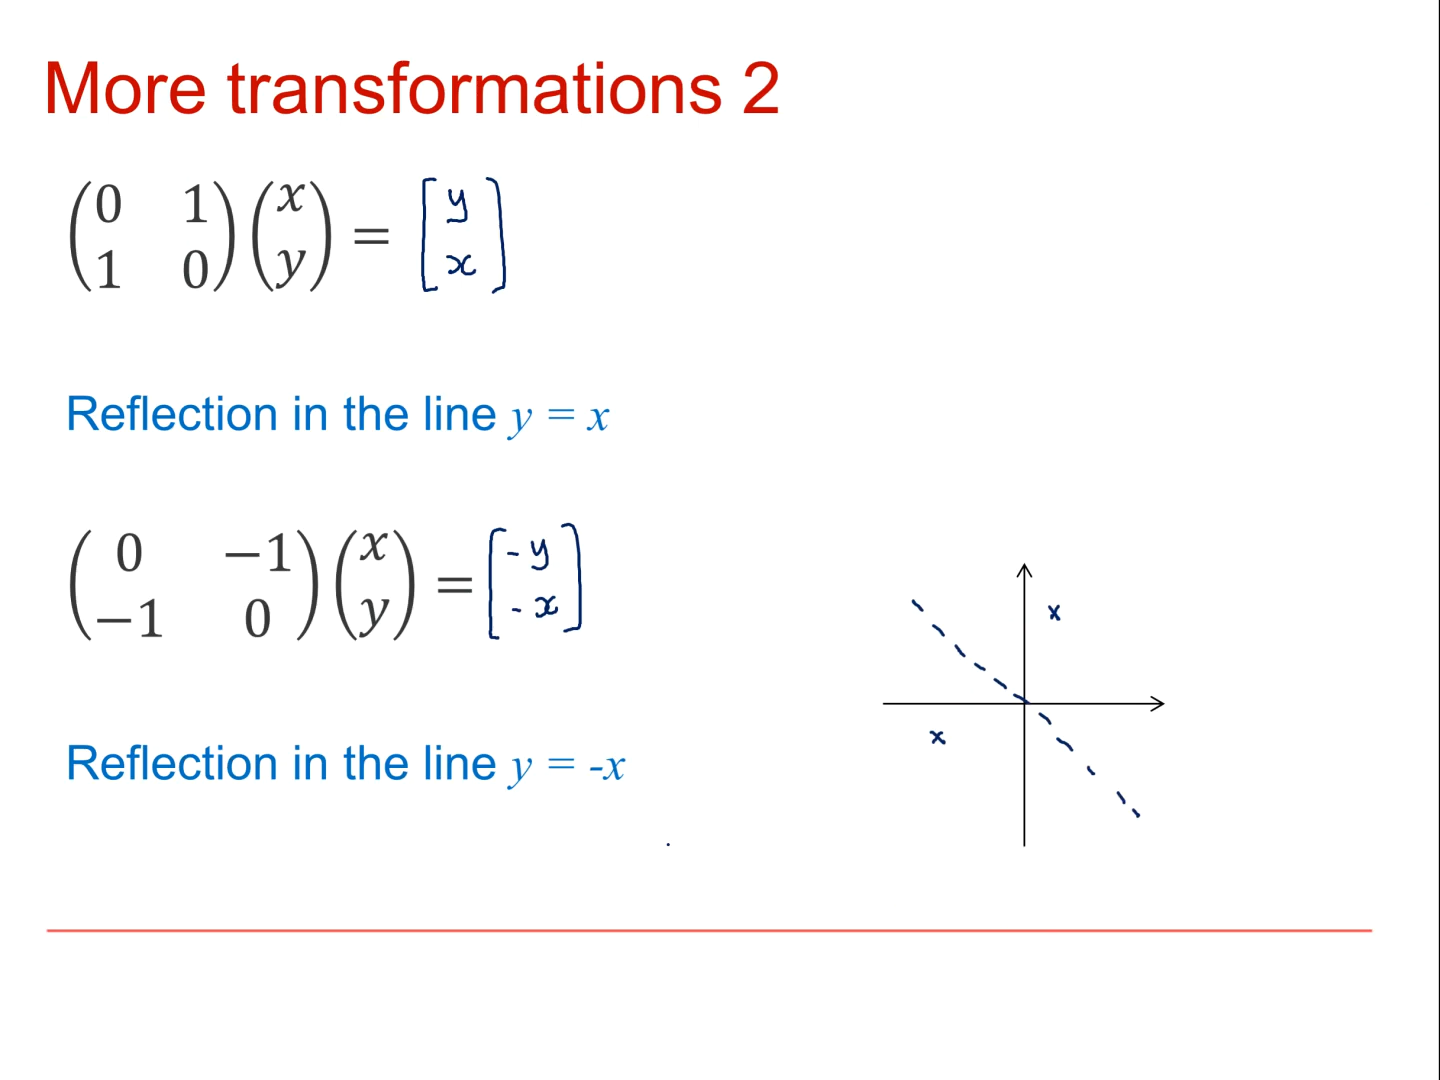 More transformations 2
(0 1) (x) = [y]
(1 0) (y) [x]
Reflection in the line y = x
(0 −1) (x) = [-y]
(−1 0) (y) [-x]
x
x
Reflection in the line y = -x